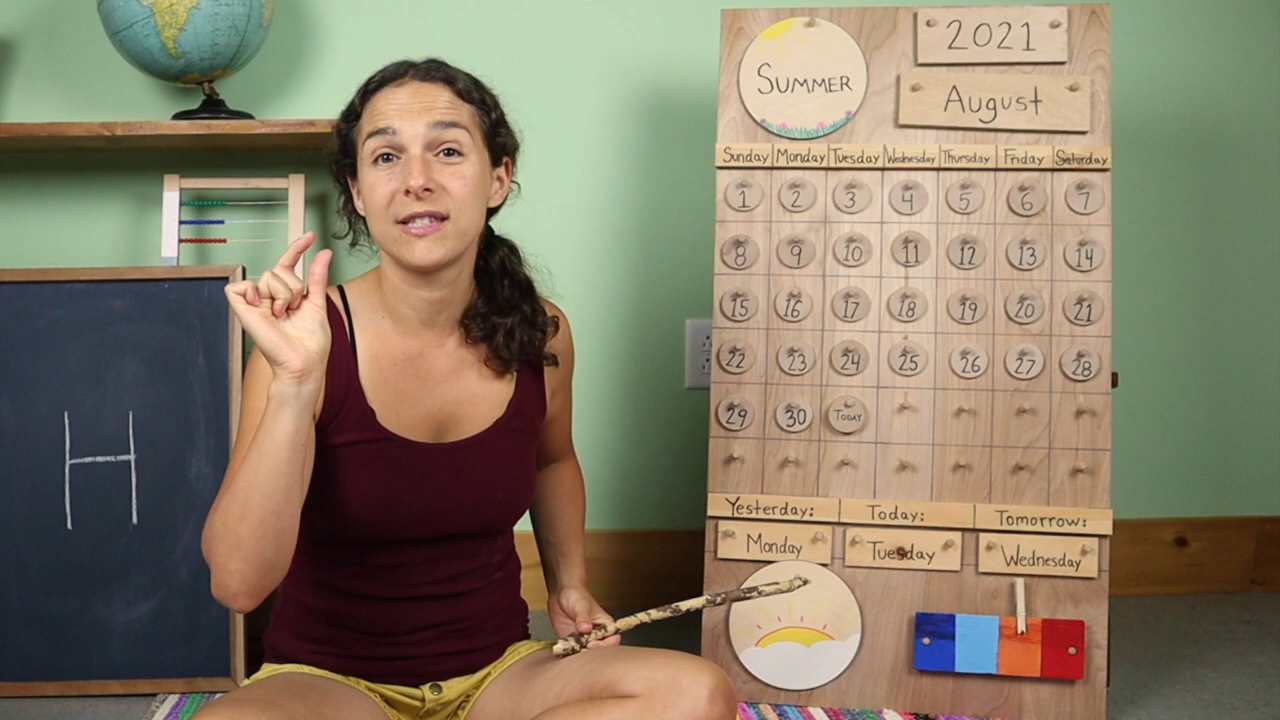 H
2021
SUMMER
August
Sunday Monday Tuesday Wednesday Thursday Friday Saturday
1 2 3 4 5 6 7
8 9 10 11 12 13 14
15 16 17 18 19 20 21
22 23 24 25 26 27 28
29 30 TODAY
Yesterday: Today: Tomorrow:
Monday Tuesday Wednesday